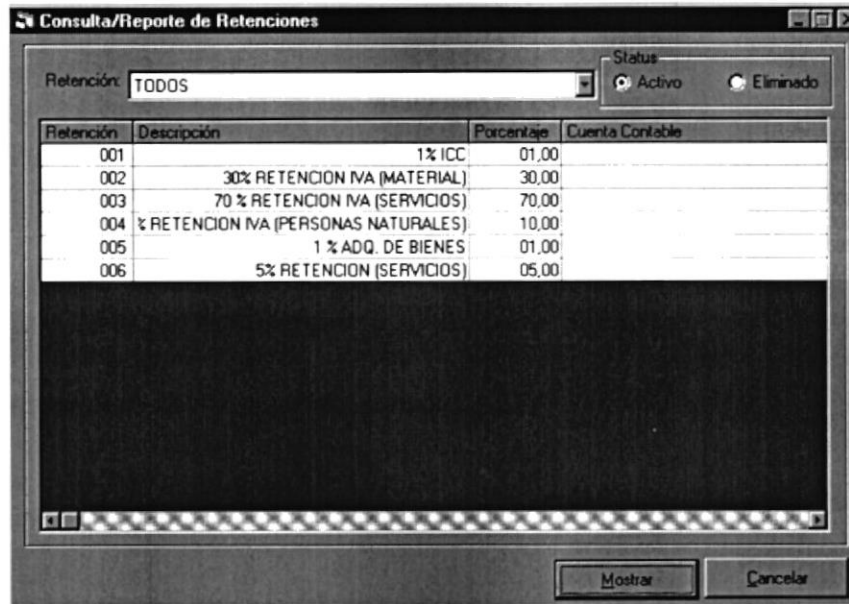 Consulta/Reporte de Retenciones
Status
Retención: TODOS Activo Eliminado
Retención Descripción Porcentaje Cuenta Contable
001 1% ICC 01,00
002 30% RETENCION IVA (MATERIAL) 30,00
003 70 % RETENCION IVA (SERVICIOS) 70,00
004 % RETENCION IVA (PERSONAS NATURALES) 10,00
005 1 % ADQ. DE BIENES 01,00
006 5% RETENCION (SERVICIOS) 05,00
Mostrar Cancelar